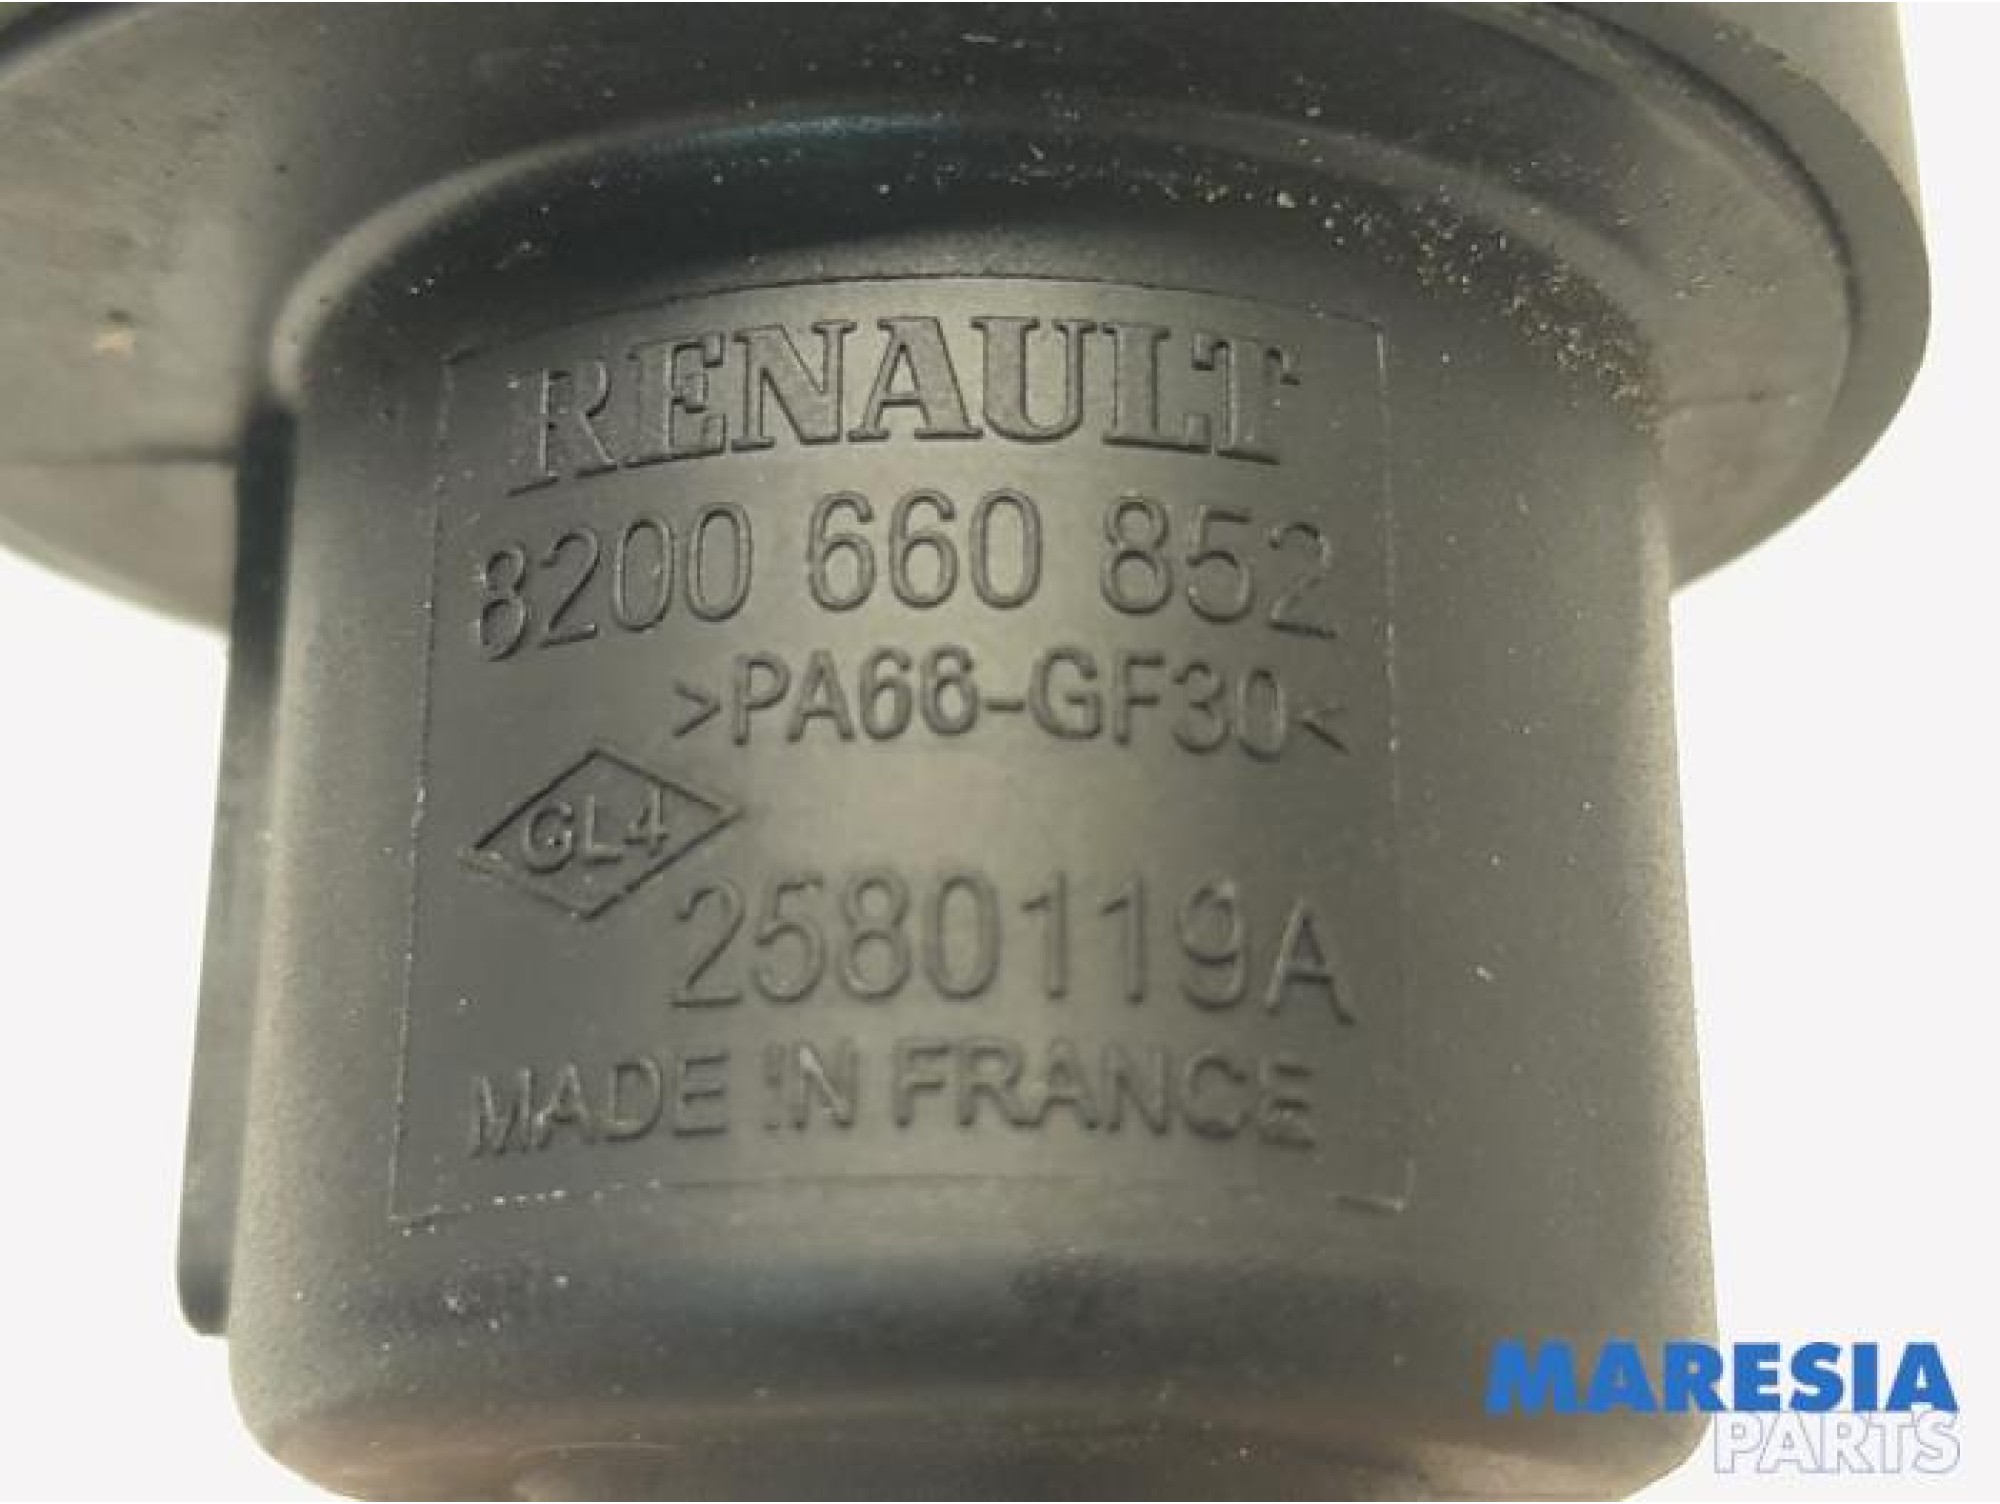 RENAULT
8200 660 852
>PA66-GF30<
GL4
2580119A
MADE IN FRANCE
MARESIA
PARTS